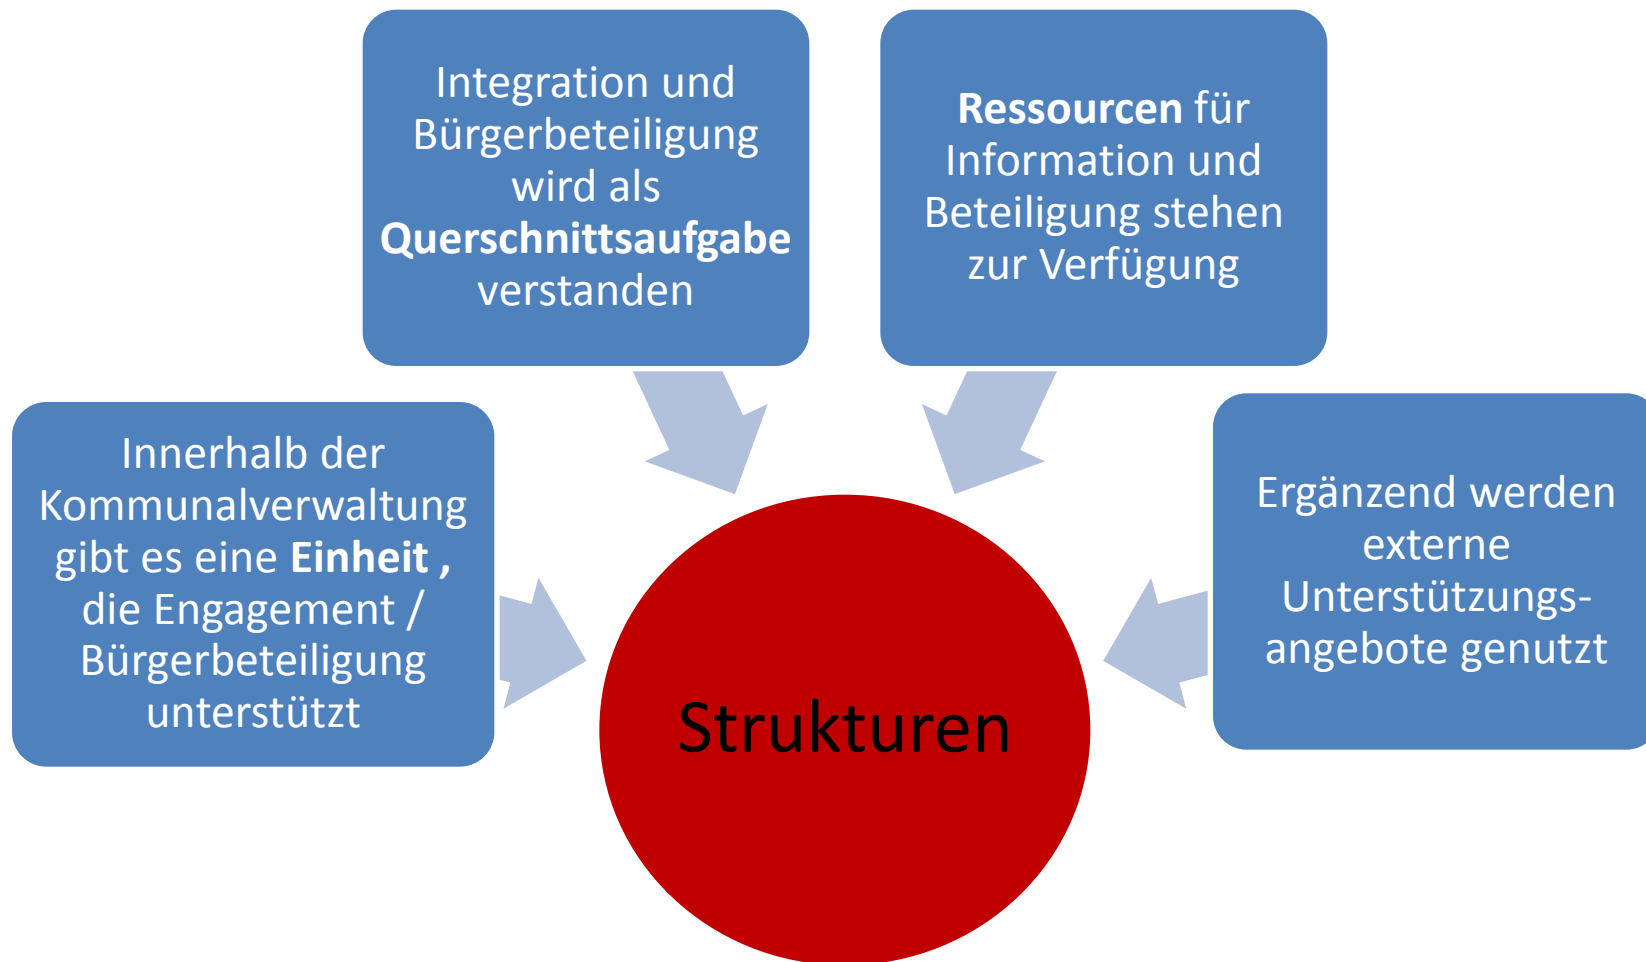 Integration und
Bürgerbeteiligung
wird als
Querschnittsaufgabe
verstanden
Ressourcen für
Information und
Beteiligung stehen
zur Verfügung
Innerhalb der
Kommunalverwaltung
gibt es eine Einheit ,
die Engagement /
Bürgerbeteiligung
unterstützt
Ergänzend werden
externe
Unterstützungs-
angebote genutzt
Strukturen